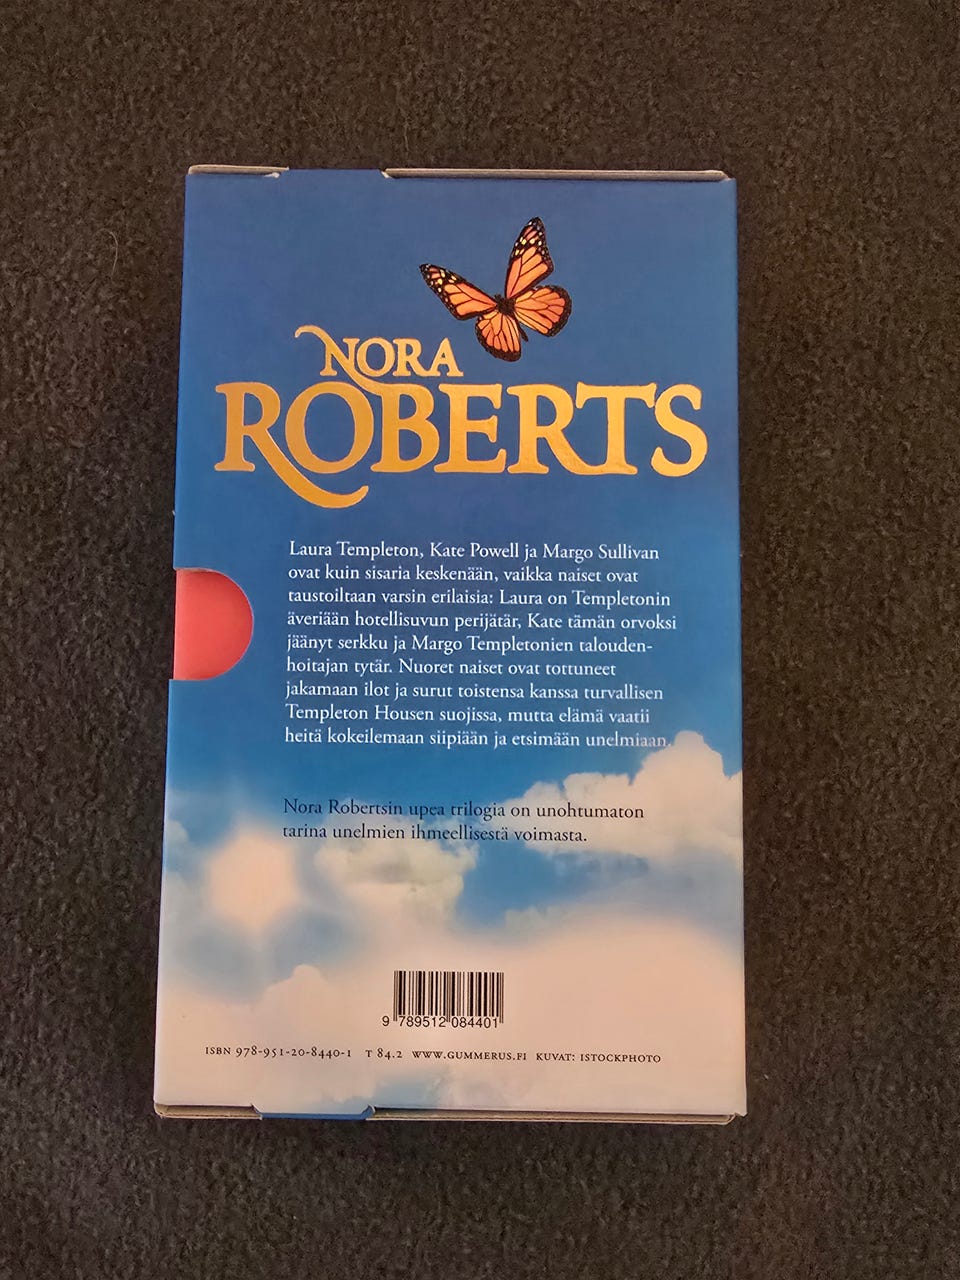 NORA
ROBERTS
Laura Templeton, Kate Powell ja Margo Sullivan
ovat kuin sisaria keskenään, vaikka naiset ovat
taustoiltaan varsin erilaisia: Laura on Templetonin
äveriään hotellisuvun perijätär, Kate tämän orvoksi
jäänyt serkku ja Margo Templetonien talouden-
hoitajan tytär. Nuoret naiset ovat tottuneet
jakamaan ilot ja surut toistensa kanssa turvallisen
Templeton Housen suojissa, mutta elämä vaatii
heitä kokeilemaan siipiään ja etsimään unelmiaan.
Nora Robertsin upea trilogia on unohtumaton
tarina unelmien ihmeellisestä voimasta.
9 789512 084401
ISBN 978-951-20-8440-1 T 84.2 WWW.GUMMERUS.FI KUVAT: ISTOCKPHOTO